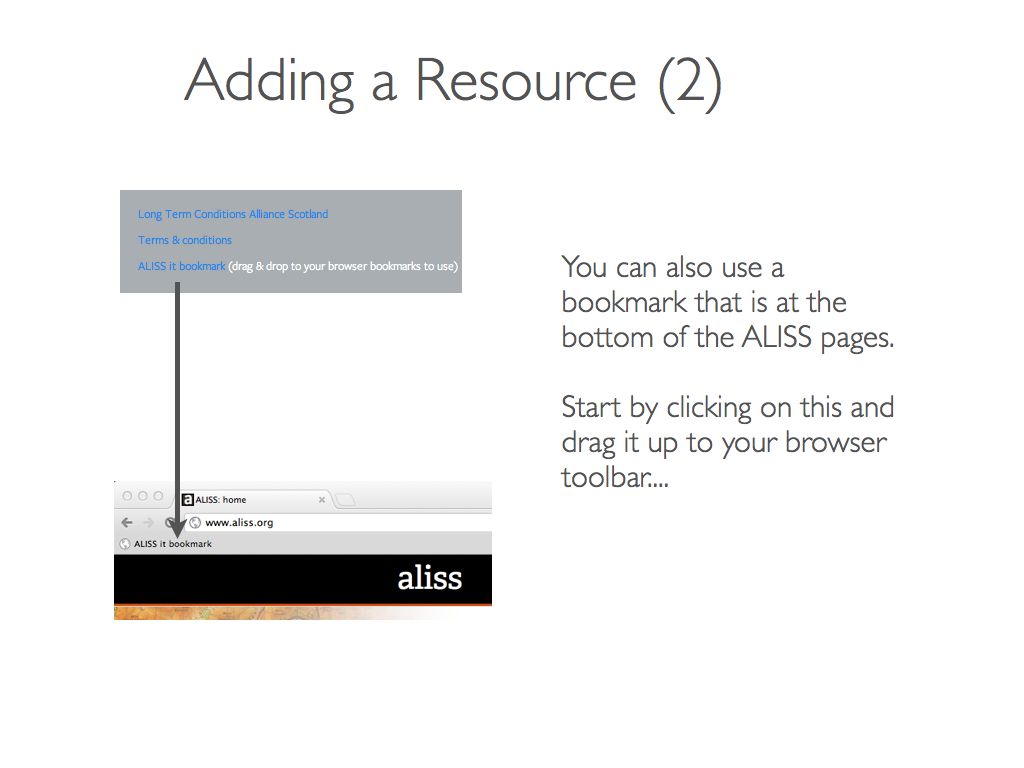 Adding a Resource (2)
Long Term Conditions Alliance Scotland
Terms & conditions
ALISS it bookmark (drag & drop to your browser bookmarks to use)
You can also use a
bookmark that is at the
bottom of the ALISS pages.
Start by clicking on this and
drag it up to your browser
toolbar....
a ALISS: home
www.aliss.org
ALISS it bookmark
aliss